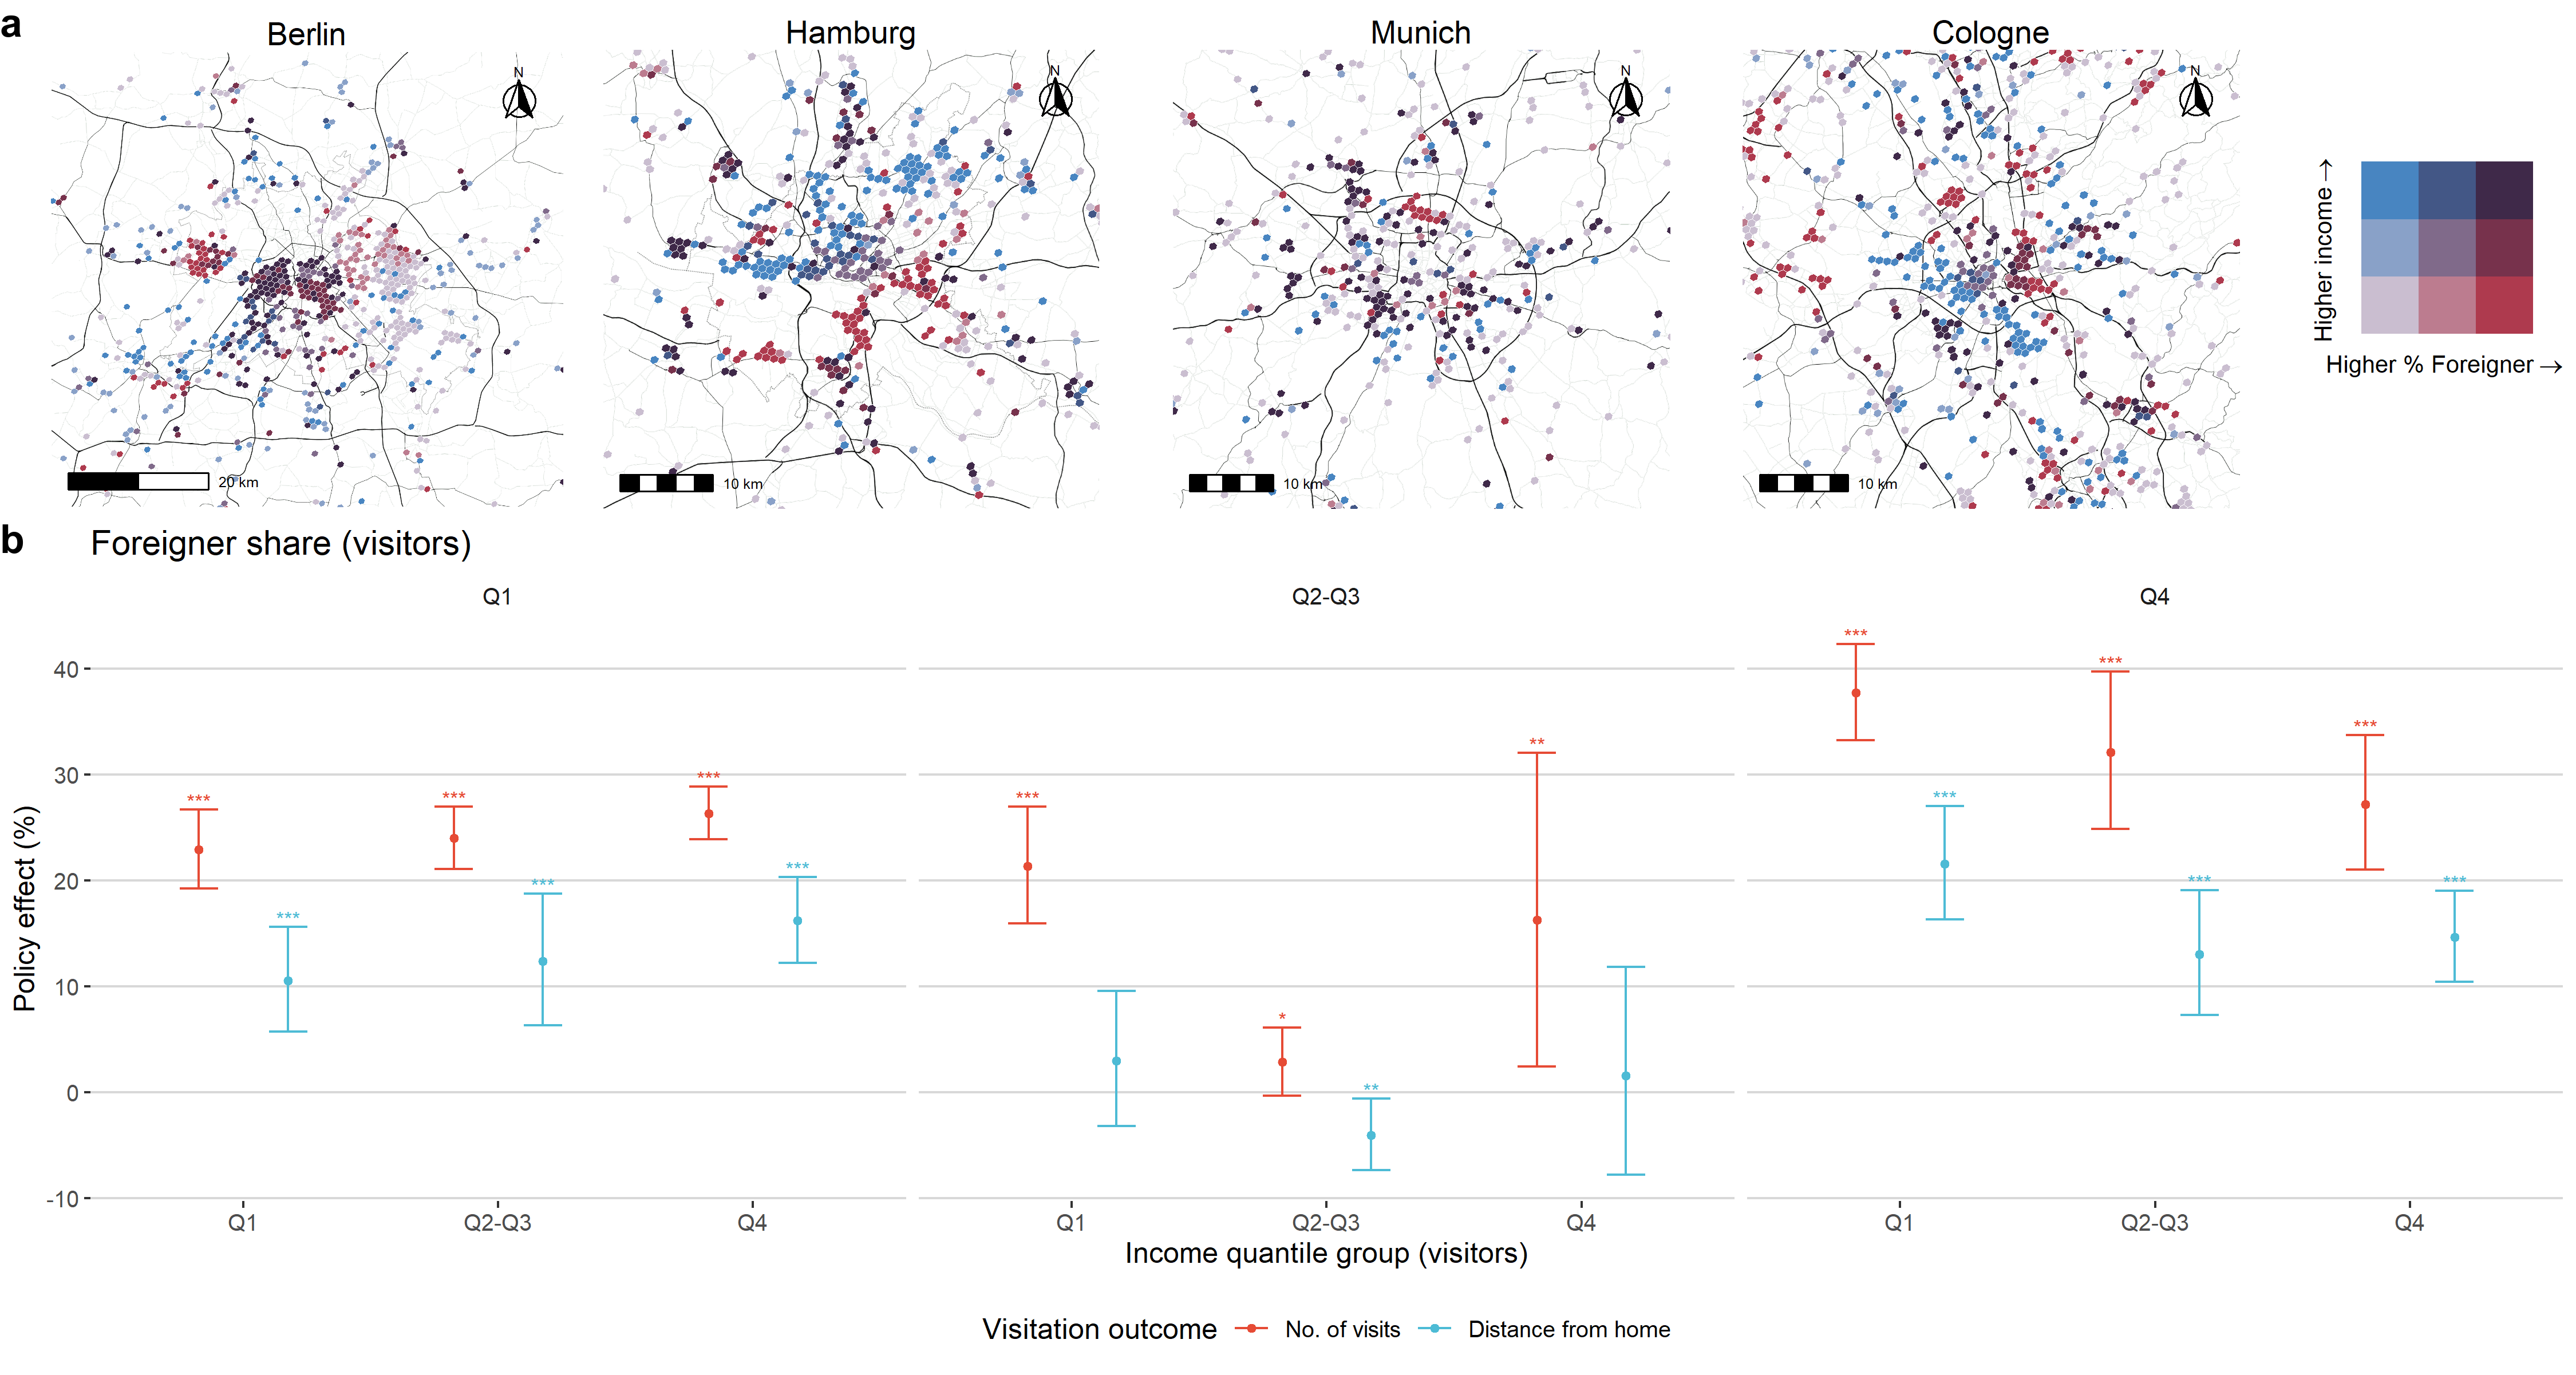 a
Berlin
Hamburg
Munich
Cologne
N
N
N
N
20 km
10 km
10 km
10 km
Higher income →
Higher % Foreigner →
b
Foreigner share (visitors)
Q1
Q2-Q3
Q4
Policy effect (%)
40
30
20
10
0
-10
***
***
***
***
***
***
***
*
**
**
***
***
***
***
***
***
Q1
Q2-Q3
Q4
Q1
Q2-Q3
Q4
Q1
Q2-Q3
Q4
Income quantile group (visitors)
Visitation outcome
No. of visits
Distance from home